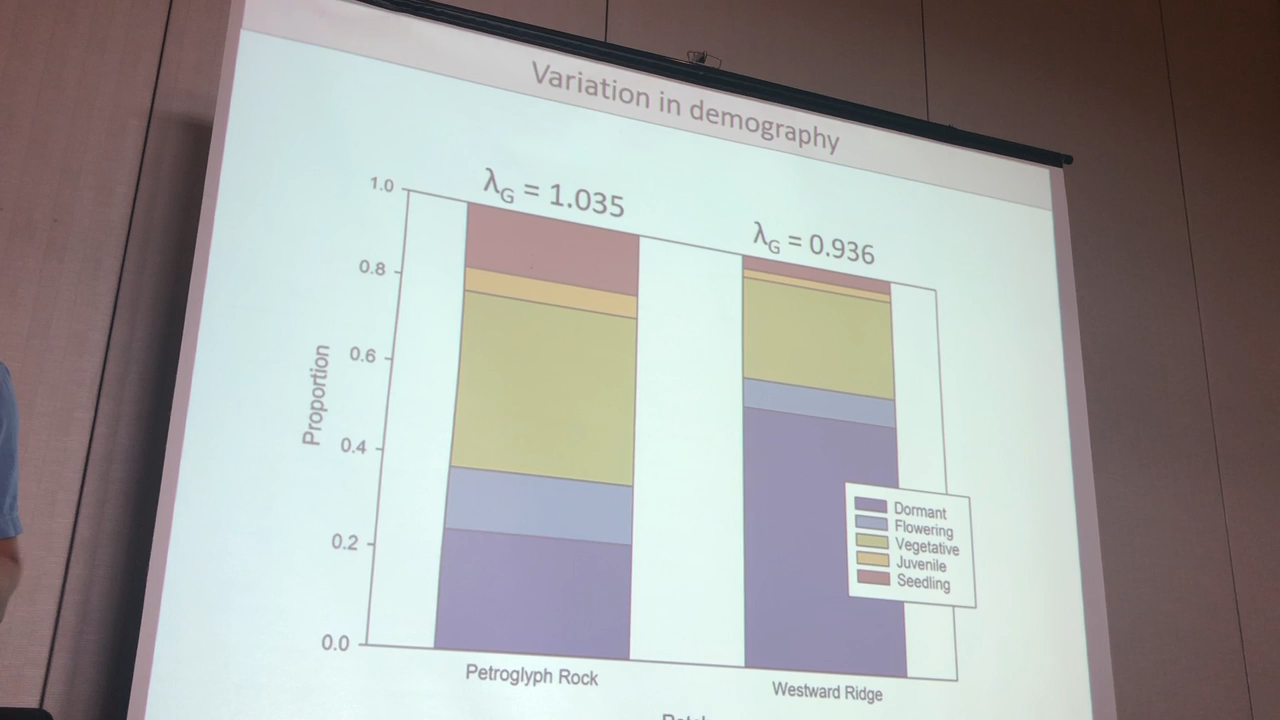 Variation in demography
λG = 1.035
λG = 0.936
1.0
0.8
0.6
0.4
0.2
0.0
Proportion
Dormant
Flowering
Vegetative
Juvenile
Seedling
Petroglyph Rock
Westward Ridge